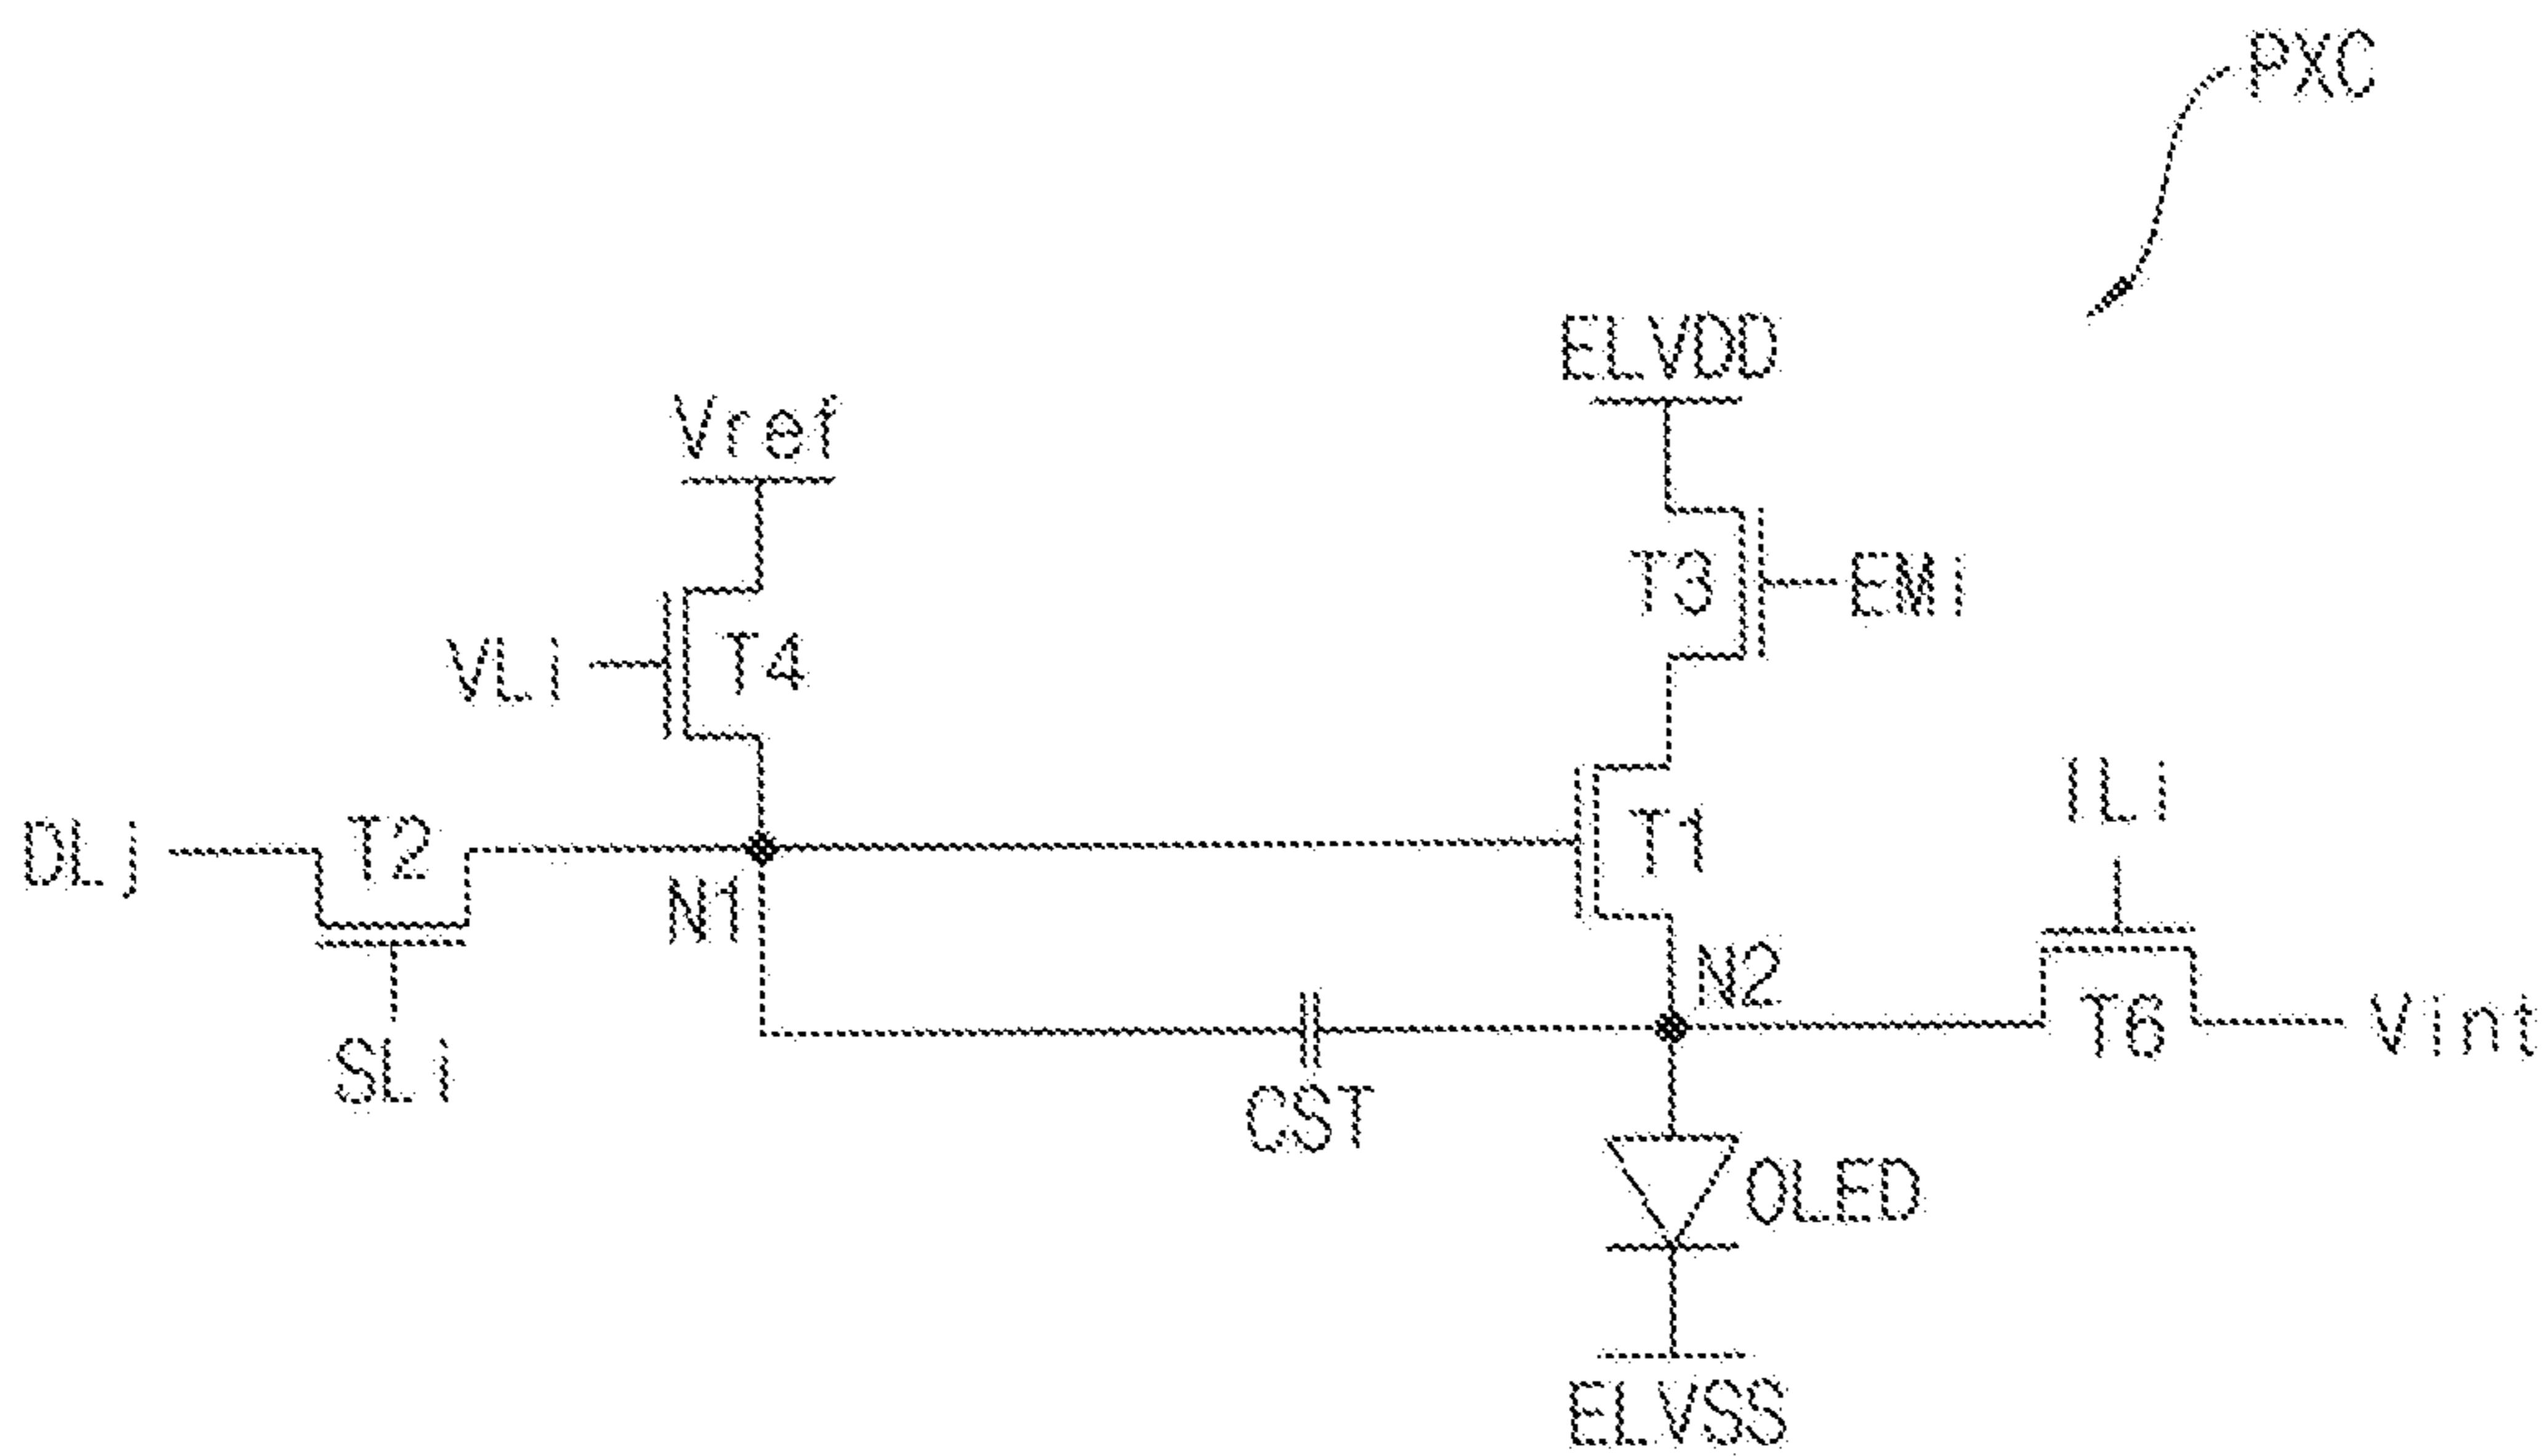 PXC
ELVDD
Vref
T3
EMi
VLi
T4
ILi
DLj
T2
T1
N1
N2
T6
Vint
SLi
CST
OLED
ELVSS